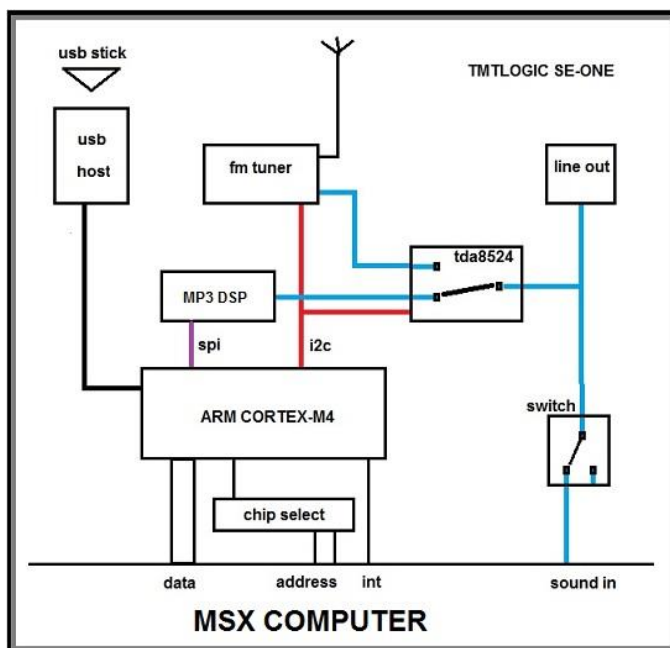 usb stick
TMTLOGIC SE-ONE
usb
host
fm tuner
line out
tda8524
MP3 DSP
spi
i2c
ARM CORTEX-M4
switch
chip select
data
address
int
sound in
MSX COMPUTER